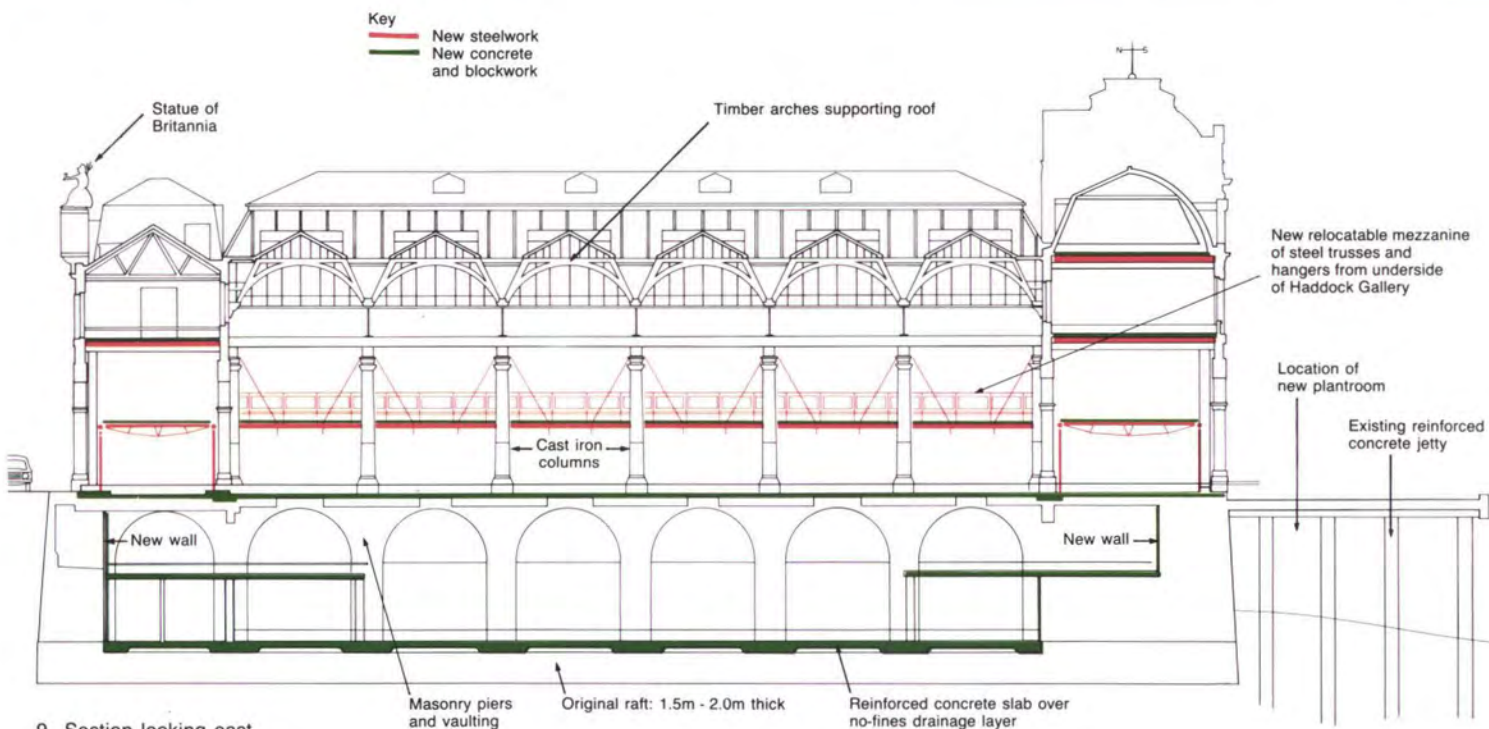 Key
New steelwork
New concrete
and blockwork
N S
Statue of
Britannia
Timber arches supporting roof
New relocatable mezzanine
of steel trusses and
hangers from underside
of Haddock Gallery
Location of
new plantroom
Existing reinforced
concrete jetty
Cast iron
columns
New wall
New wall
Masonry piers
and vaulting
Original raft: 1.5m - 2.0m thick
Reinforced concrete slab over
no-fines drainage layer
9. Section looking east